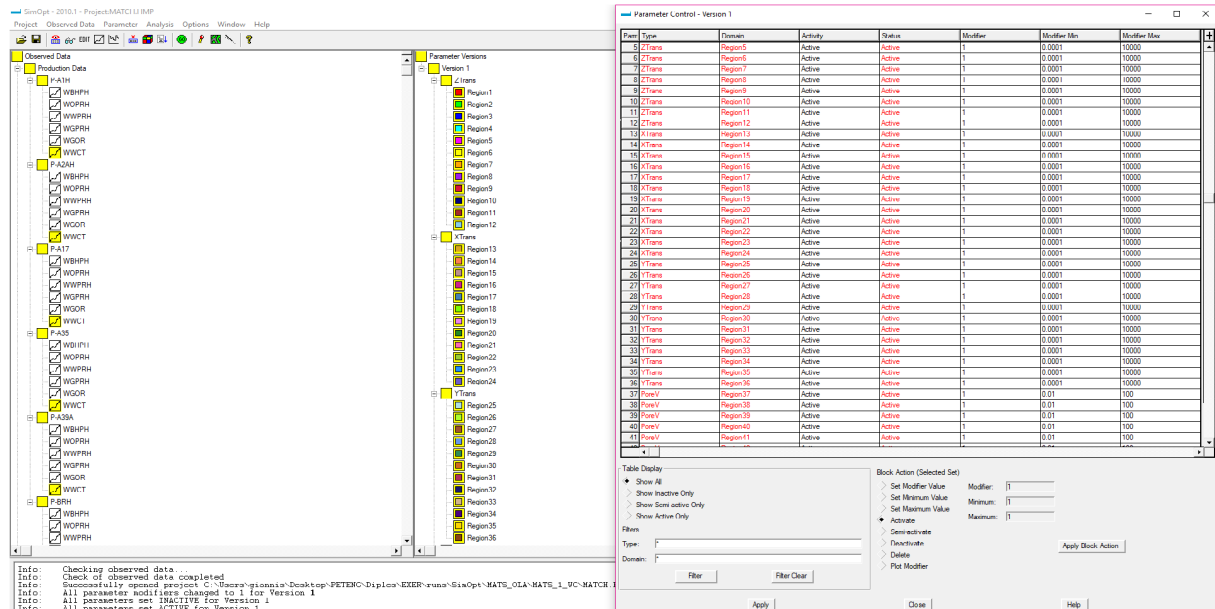 SimOpt - 2010.1 - Project:MATCH.IMP
Project Observed Data Parameter Analysis Options Window Help
EDIT
Observed Data
Production Data
P-A1H
WBHPH
WOPRH
WWPRH
WGPRH
WGOR
WWCT
P-A2AH
WBHPH
WOPRH
WWPRH
WGPRH
WGOR
WWCT
P-A17
WBHPH
WOPRH
WWPRH
WGPRH
WGOR
WWCT
P-A35
WBHPH
WOPRH
WWPRH
WGPRH
WGOR
WWCT
P-A39A
WBHPH
WOPRH
WWPRH
WGPRH
WGOR
WWCT
P-BRH
WBHPH
WOPRH
WWPRH
Parameter Versions
Version 1
ZTrans
Region1
Region2
Region3
Region4
Region5
Region6
Region7
Region8
Region9
Region10
Region11
Region12
XTrans
Region13
Region14
Region15
Region16
Region17
Region18
Region19
Region20
Region21
Region22
Region23
Region24
YTrans
Region25
Region26
Region27
Region28
Region29
Region30
Region31
Region32
Region33
Region34
Region35
Region36
Info: Checking observed data...
Info: Check of observed data completed
Info: Successfully opened project C:\Users\giannis\Desktop\PETENG\Diplos\EXER\runs\SimOpt\MATS_OLA\MATS_1_WC\MATCH.I
Info: All parameter modifiers changed to 1 for Version 1
Info: All parameters set INACTIVE for Version 1
Info: All parameters set ACTIVE for Version 1
Parameter Control - Version 1
Parm Type Domain Activity Status Modifier Modifier Min Modifier Max
5 ZTrans Region5 Active Active 1 0.0001 10000
6 ZTrans Region6 Active Active 1 0.0001 10000
7 ZTrans Region7 Active Active 1 0.0001 10000
8 ZTrans Region8 Active Active 1 0.0001 10000
9 ZTrans Region9 Active Active 1 0.0001 10000
10 ZTrans Region10 Active Active 1 0.0001 10000
11 ZTrans Region11 Active Active 1 0.0001 10000
12 ZTrans Region12 Active Active 1 0.0001 10000
13 XTrans Region13 Active Active 1 0.0001 10000
14 XTrans Region14 Active Active 1 0.0001 10000
15 XTrans Region15 Active Active 1 0.0001 10000
16 XTrans Region16 Active Active 1 0.0001 10000
17 XTrans Region17 Active Active 1 0.0001 10000
18 XTrans Region18 Active Active 1 0.0001 10000
19 XTrans Region19 Active Active 1 0.0001 10000
20 XTrans Region20 Active Active 1 0.0001 10000
21 XTrans Region21 Active Active 1 0.0001 10000
22 XTrans Region22 Active Active 1 0.0001 10000
23 XTrans Region23 Active Active 1 0.0001 10000
24 XTrans Region24 Active Active 1 0.0001 10000
25 YTrans Region25 Active Active 1 0.0001 10000
26 YTrans Region26 Active Active 1 0.0001 10000
27 YTrans Region27 Active Active 1 0.0001 10000
28 YTrans Region28 Active Active 1 0.0001 10000
29 YTrans Region29 Active Active 1 0.0001 10000
30 YTrans Region30 Active Active 1 0.0001 10000
31 YTrans Region31 Active Active 1 0.0001 10000
32 YTrans Region32 Active Active 1 0.0001 10000
33 YTrans Region33 Active Active 1 0.0001 10000
34 YTrans Region34 Active Active 1 0.0001 10000
35 YTrans Region35 Active Active 1 0.0001 10000
36 YTrans Region36 Active Active 1 0.0001 10000
37 PoreV Region37 Active Active 1 0.01 100
38 PoreV Region38 Active Active 1 0.01 100
39 PoreV Region39 Active Active 1 0.01 100
40 PoreV Region40 Active Active 1 0.01 100
41 PoreV Region41 Active Active 1 0.01 100
Table Display
Show All
Show Inactive Only
Show Semi active Only
Show Active Only
Filters
Type: *
Domain: *
Filter Filter Clear
Block Action (Selected Set)
Set Modifier Value Modifier: 1
Set Minimum Value Minimum: 1
Set Maximum Value Maximum: 1
Activate
Semi-activate
Deactivate
Delete
Plot Modifier
Apply Block Action
Apply Close Help